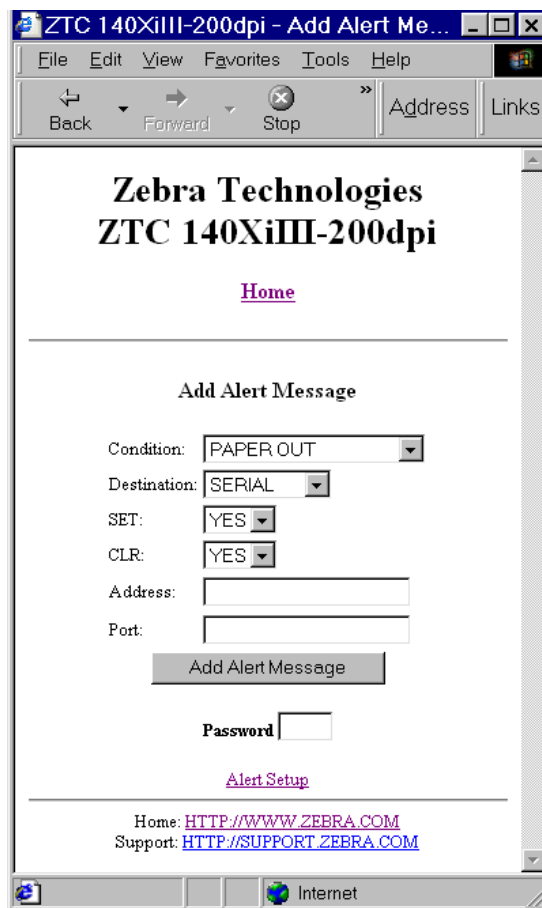 ZTC 140XiIII-200dpi - Add Alert Me...
File Edit View Favorites Tools Help
Back Forward Stop » Address Links
Zebra Technologies
ZTC 140XiIII-200dpi
Home
Add Alert Message
Condition: PAPER OUT
Destination: SERIAL
SET: YES
CLR: YES
Address:
Port:
Add Alert Message
Password
Alert Setup
Home: HTTP://WWW.ZEBRA.COM
Support: HTTP://SUPPORT.ZEBRA.COM
Internet